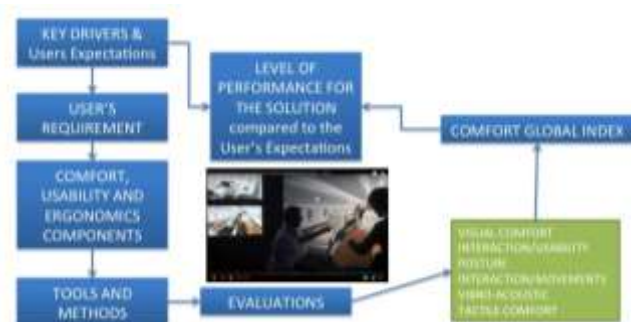 KEY DRIVERS &
Users Expectations
LEVEL OF
PERFORMANCE FOR
THE SOLUTION
compared to the
User's Expectations
USER'S
REQUIREMENT
COMFORT GLOBAL INDEX
COMFORT,
USABILITY AND
ERGONOMICS
COMPONENTS
VISUAL COMFORT
INTERACTION/USABILITY
POSTURE
INTERACTION/MOVEMENTS
VIBRO-ACOUSTIC
TACTILE COMFORT
TOOLS AND
METHODS
EVALUATIONS